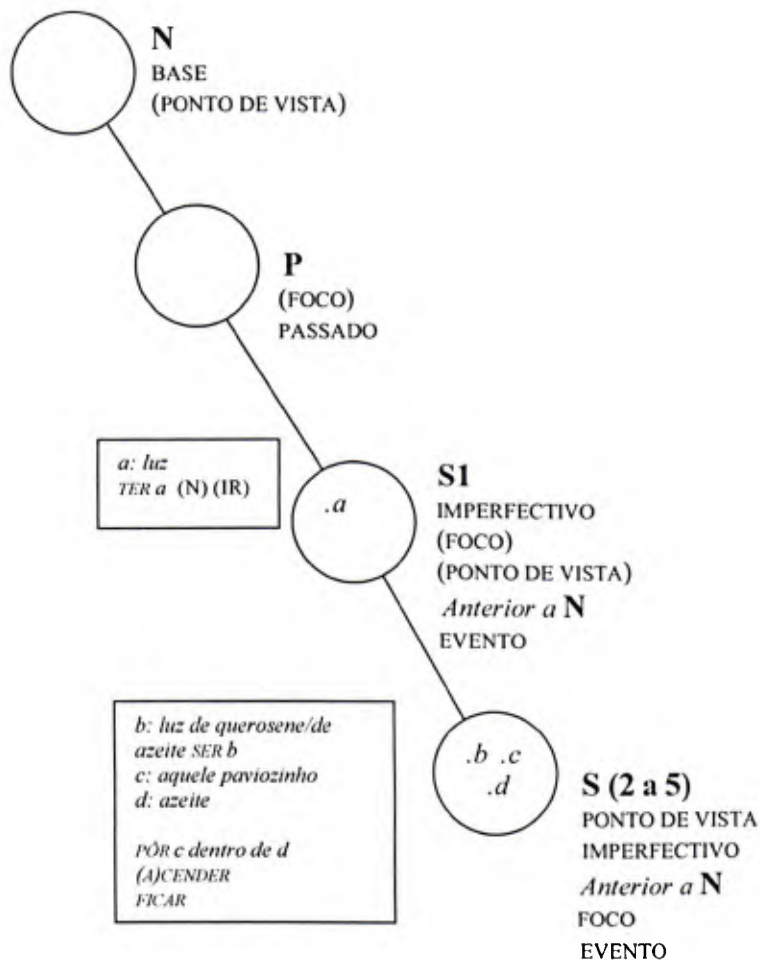 N
BASE
(PONTO DE VISTA)
P
(FOCO)
PASSADO
a: luz
TER a (N) (IR)
.a
S1
IMPERFECTIVO
(FOCO)
(PONTO DE VISTA)
Anterior a N
EVENTO
b: luz de querosene/de
azeite SER b
c: aquele paviozinho
d: azeite
PÔR c dentro de d
(A)CENDER
FICAR
.b .c
.d
S (2 a 5)
PONTO DE VISTA
IMPERFECTIVO
Anterior a N
FOCO
EVENTO